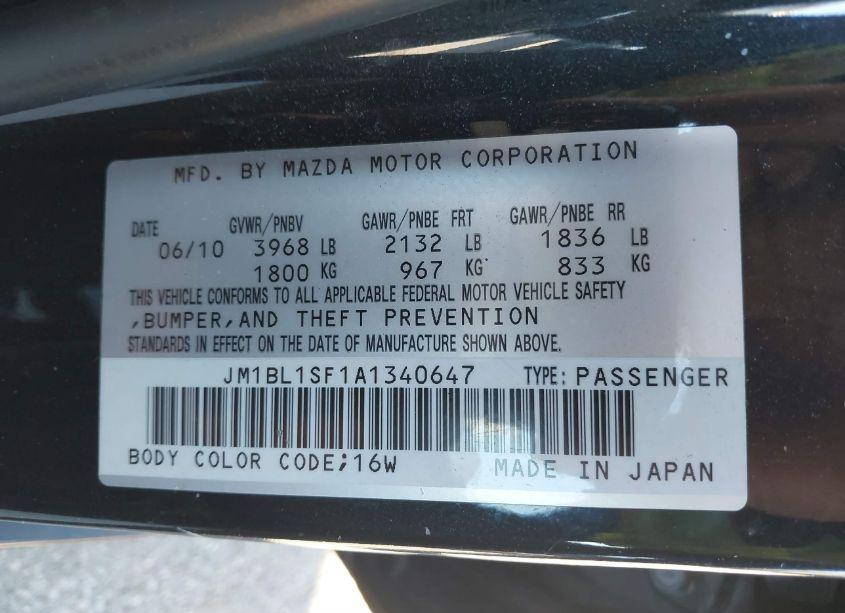 MFD. BY MAZDA MOTOR CORPORATION
DATE GVWR/PNBV GAWR/PNBE FRT GAWR/PNBE RR
06/10 3968 LB 2132 LB 1836 LB
1800 KG 967 KG 833 KG
THIS VEHICLE CONFORMS TO ALL APPLICABLE FEDERAL MOTOR VEHICLE SAFETY
,BUMPER,AND THEFT PREVENTION
STANDARDS IN EFFECT ON THE DATE OF MANUFACTURE SHOWN ABOVE.
JM1BL1SF1A1340647 TYPE: PASSENGER
BODY COLOR CODE;16W MADE IN JAPAN